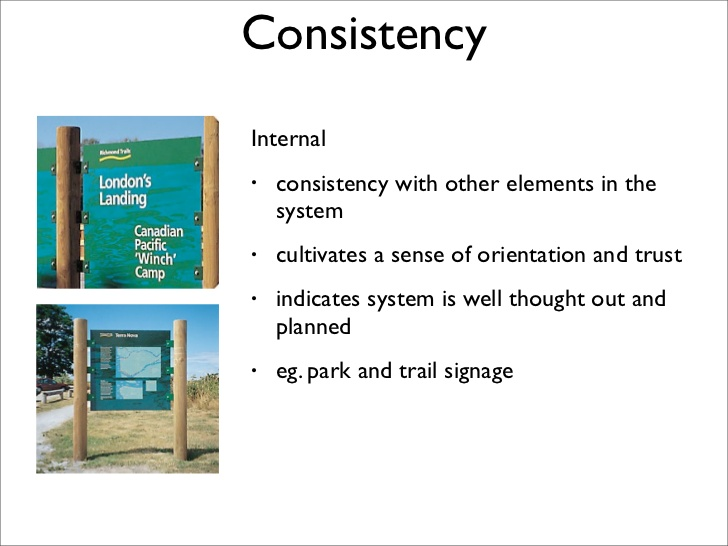 Consistency
Richmond Trails
London's
Landing
Canadian
Pacific
'Winch'
Camp
Terra Nova
Internal
• consistency with other elements in the
system
• cultivates a sense of orientation and trust
• indicates system is well thought out and
planned
• eg. park and trail signage